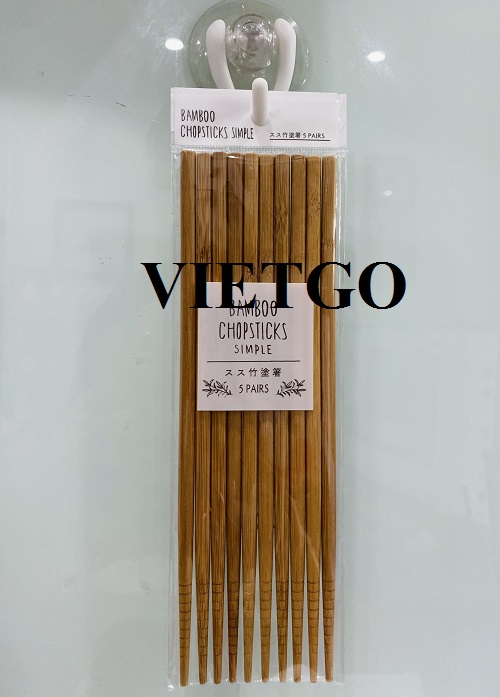 BAMBOO
CHOPSTICKS SIMPLE スス竹塗箸 5 PAIRS
VIETGO
BAMBOO
CHOPSTICKS
SIMPLE
スス竹塗箸
5 PAIRS